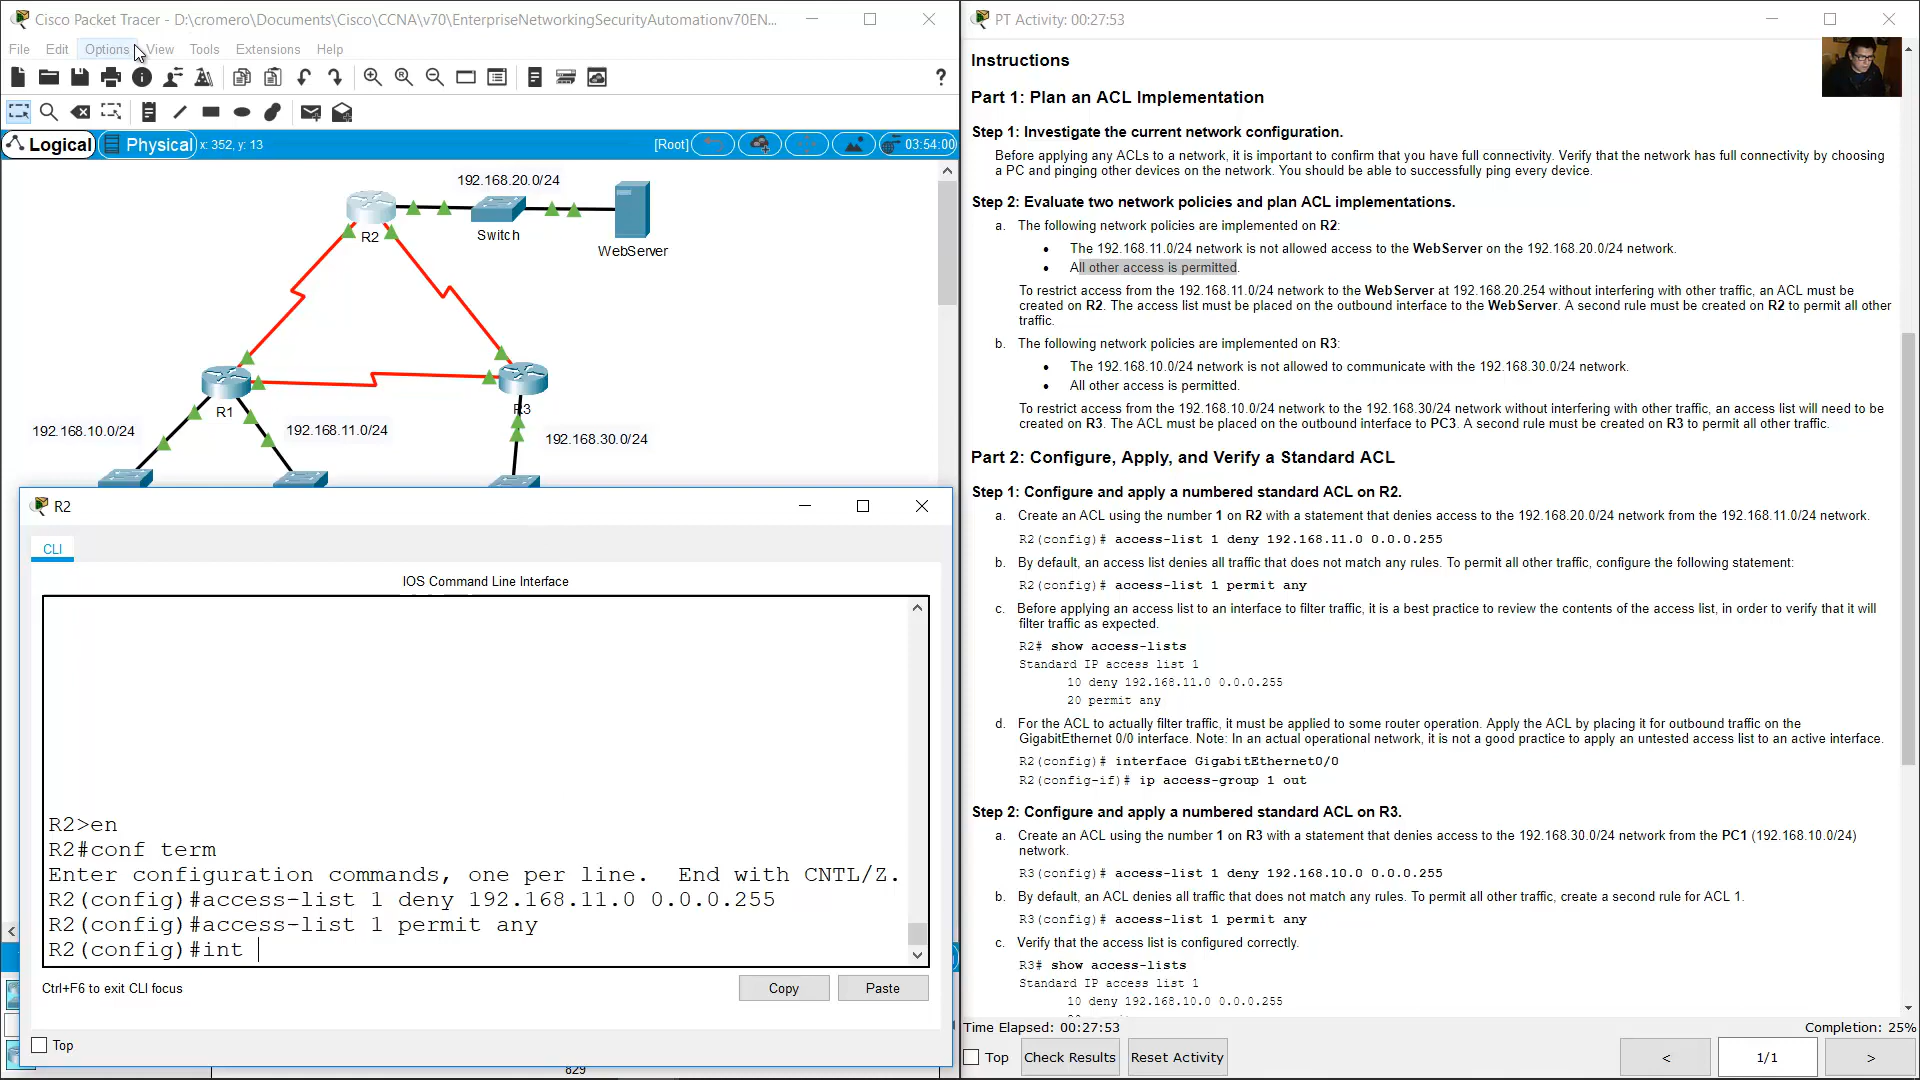 Cisco Packet Tracer - D:\cromero\Documents\Cisco\CCNA\v70\EnterpriseNetworkingSecurityAutomationv70EN...
File Edit Options View Tools Extensions Help
?
Logical Physical x: 352, y: 13 [Root] 03:54:00
192.168.20.0/24
R2
Switch
WebServer
R1
R3
192.168.10.0/24
192.168.11.0/24
192.168.30.0/24
R2
CLI
IOS Command Line Interface
R2>en
R2#conf term
Enter configuration commands, one per line.  End with CNTL/Z.
R2(config)#access-list 1 deny 192.168.11.0 0.0.0.255
R2(config)#access-list 1 permit any
R2(config)#int
Ctrl+F6 to exit CLI focus
Copy
Paste
Top
829
PT Activity: 00:27:53
Instructions
Part 1: Plan an ACL Implementation
Step 1: Investigate the current network configuration.
Before applying any ACLs to a network, it is important to confirm that you have full connectivity. Verify that the network has full connectivity by choosing
a PC and pinging other devices on the network. You should be able to successfully ping every device.
Step 2: Evaluate two network policies and plan ACL implementations.
a. The following network policies are implemented on R2:
• The 192.168.11.0/24 network is not allowed access to the WebServer on the 192.168.20.0/24 network.
• All other access is permitted.
To restrict access from the 192.168.11.0/24 network to the WebServer at 192.168.20.254 without interfering with other traffic, an ACL must be
created on R2. The access list must be placed on the outbound interface to the WebServer. A second rule must be created on R2 to permit all other
traffic.
b. The following network policies are implemented on R3:
• The 192.168.10.0/24 network is not allowed to communicate with the 192.168.30.0/24 network.
• All other access is permitted.
To restrict access from the 192.168.10.0/24 network to the 192.168.30/24 network without interfering with other traffic, an access list will need to be
created on R3. The ACL must be placed on the outbound interface to PC3. A second rule must be created on R3 to permit all other traffic.
Part 2: Configure, Apply, and Verify a Standard ACL
Step 1: Configure and apply a numbered standard ACL on R2.
a. Create an ACL using the number 1 on R2 with a statement that denies access to the 192.168.20.0/24 network from the 192.168.11.0/24 network.
R2(config)# access-list 1 deny 192.168.11.0 0.0.0.255
b. By default, an access list denies all traffic that does not match any rules. To permit all other traffic, configure the following statement:
R2(config)# access-list 1 permit any
c. Before applying an access list to an interface to filter traffic, it is a best practice to review the contents of the access list, in order to verify that it will
filter traffic as expected.
R2# show access-lists
Standard IP access list 1
10 deny 192.168.11.0 0.0.0.255
20 permit any
d. For the ACL to actually filter traffic, it must be applied to some router operation. Apply the ACL by placing it for outbound traffic on the
GigabitEthernet 0/0 interface. Note: In an actual operational network, it is not a good practice to apply an untested access list to an active interface.
R2(config)# interface GigabitEthernet0/0
R2(config-if)# ip access-group 1 out
Step 2: Configure and apply a numbered standard ACL on R3.
a. Create an ACL using the number 1 on R3 with a statement that denies access to the 192.168.30.0/24 network from the PC1 (192.168.10.0/24)
network.
R3(config)# access-list 1 deny 192.168.10.0 0.0.0.255
b. By default, an ACL denies all traffic that does not match any rules. To permit all other traffic, create a second rule for ACL 1.
R3(config)# access-list 1 permit any
c. Verify that the access list is configured correctly.
R3# show access-lists
Standard IP access list 1
10 deny 192.168.10.0 0.0.0.255
Time Elapsed: 00:27:53 Completion: 25%
Top Check Results Reset Activity < 1/1 >